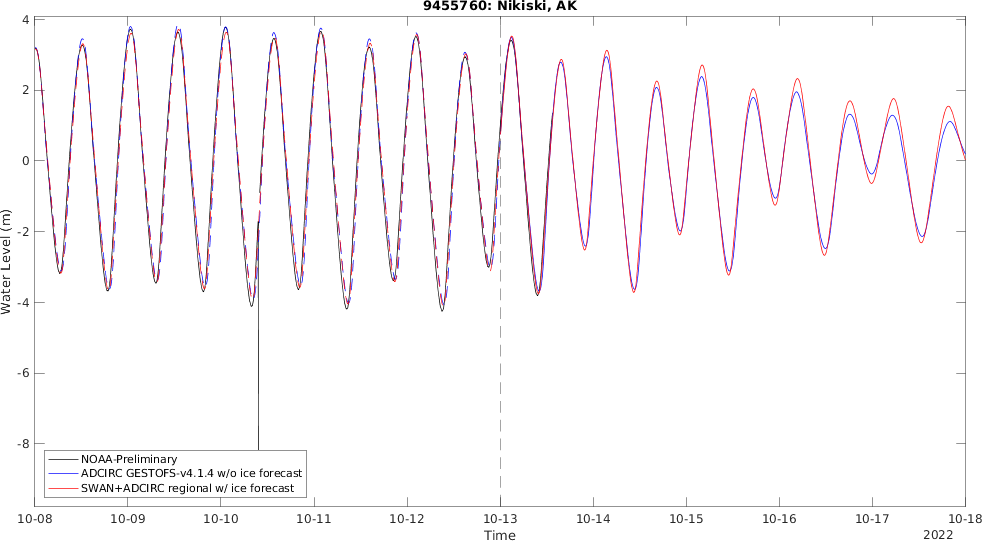 9455760: Nikiski, AK
4
2
0
-2
-4
-6
-8
Water Level (m)
NOAA-Preliminary
ADCIRC GESTOFS-v4.1.4 w/o ice forecast
SWAN+ADCIRC regional w/ ice forecast
10-08 10-09 10-10 10-11 10-12 10-13 10-14 10-15 10-16 10-17 10-18
Time
2022